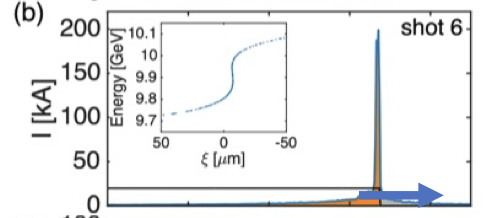 (b)
shot 6
I [kA]
200
150
100
50
0
Energy [GeV]
10.1
10
9.9
9.8
9.7
50 0 -50
ξ [μm]